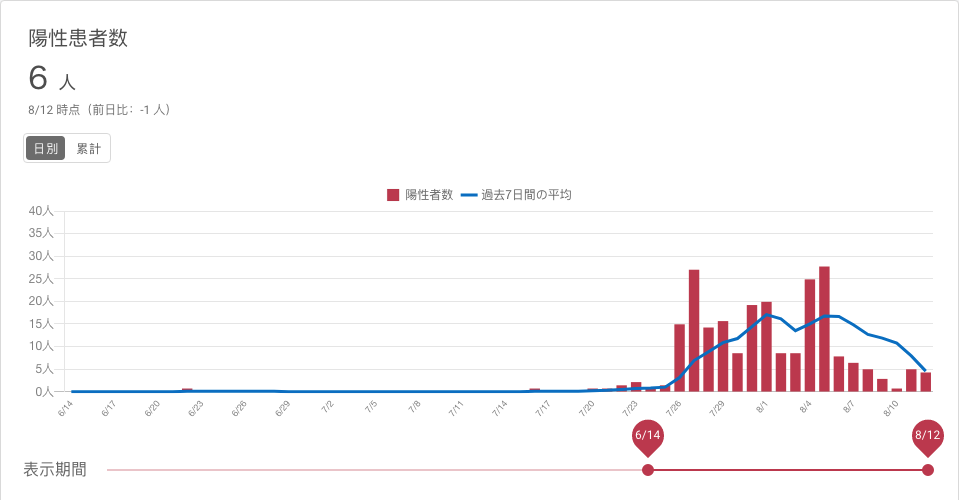 陽性患者数
6 人
8/12 時点（前日比：-1 人）
日別 累計
陽性者数 過去7日間の平均
40人
35人
30人
25人
20人
15人
10人
5人
0人
6/14 6/17 6/20 6/23 6/26 6/29 7/2 7/5 7/8 7/11 7/14 7/17 7/20 7/23 7/26 7/29 8/1 8/4 8/7 8/10
6/14 8/12
表示期間